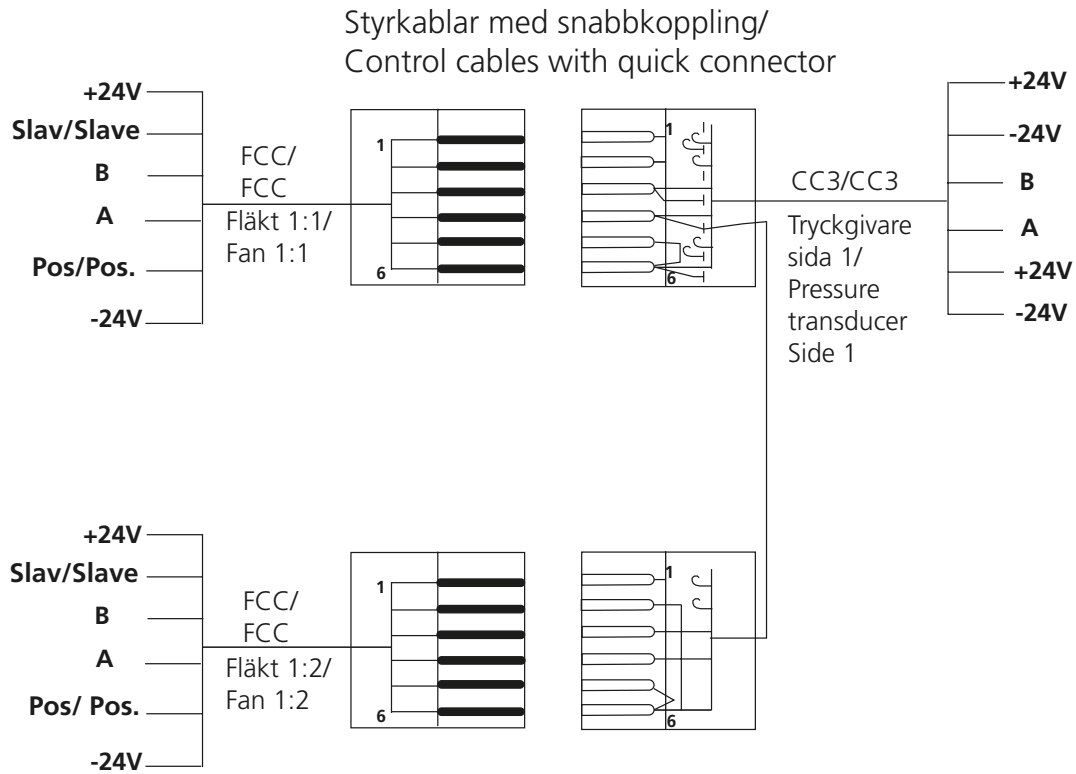 Styrkablar med snabbkoppling/
Control cables with quick connector
+24V
Slav/Slave
B
A
Pos/Pos.
-24V
FCC/
FCC
Fläkt 1:1/
Fan 1:1
1
6
1
6
CC3/CC3
Tryckgivare
sida 1/
Pressure
transducer
Side 1
+24V
-24V
B
A
+24V
-24V
+24V
Slav/Slave
B
A
Pos/ Pos.
-24V
FCC/
FCC
Fläkt 1:2/
Fan 1:2
1
6
1
6